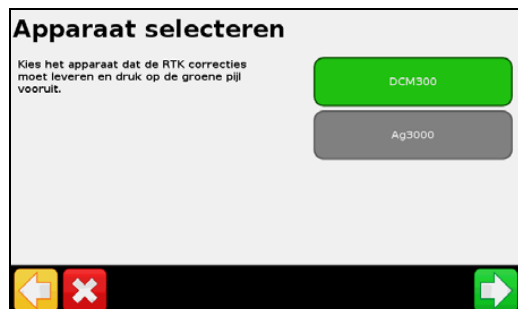 Apparaat selecteren
Kies het apparaat dat de RTK correcties
moet leveren en druk op de groene pijl
vooruit.
DCM300
Ag3000